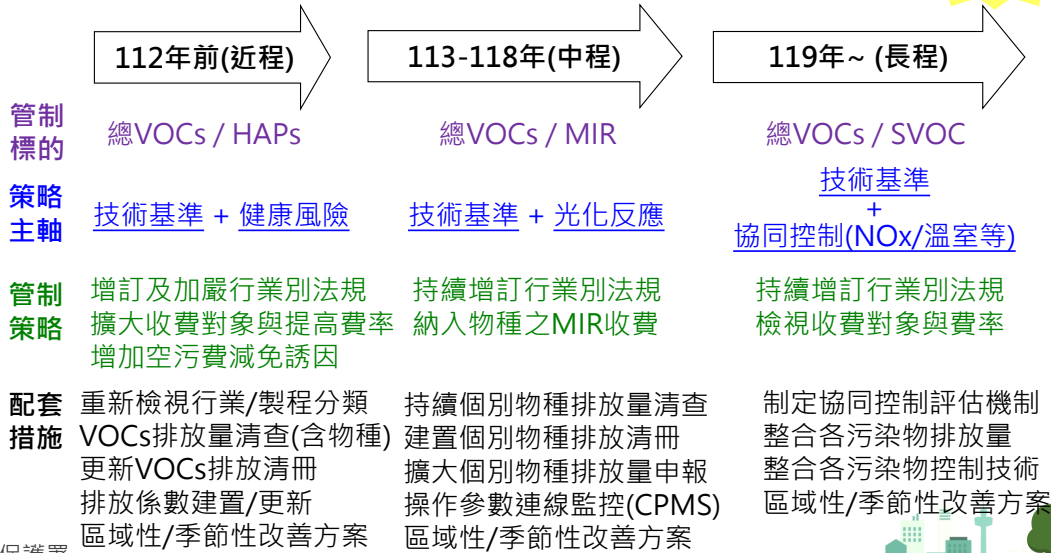 112年前(近程)
113-118年(中程)
119年~ (長程)
管制
標的
總VOCs / HAPs
總VOCs / MIR
總VOCs / SVOC
策略
主軸
技術基準 + 健康風險
技術基準 + 光化反應
技術基準
+
協同控制(NOx/溫室等)
管制
策略
增訂及加嚴行業別法規
擴大收費對象與提高費率
增加空污費減免誘因
持續增訂行業別法規
納入物種之MIR收費
持續增訂行業別法規
檢視收費對象與費率
配套
措施
重新檢視行業/製程分類
VOCs排放量清查(含物種)
更新VOCs排放清冊
排放係數建置/更新
區域性/季節性改善方案
持續個別物種排放量清查
建置個別物種排放清冊
擴大個別物種排放量申報
操作參數連線監控(CPMS)
區域性/季節性改善方案
制定協同控制評估機制
整合各污染物排放量
整合各污染物控制技術
區域性/季節性改善方案
保護署